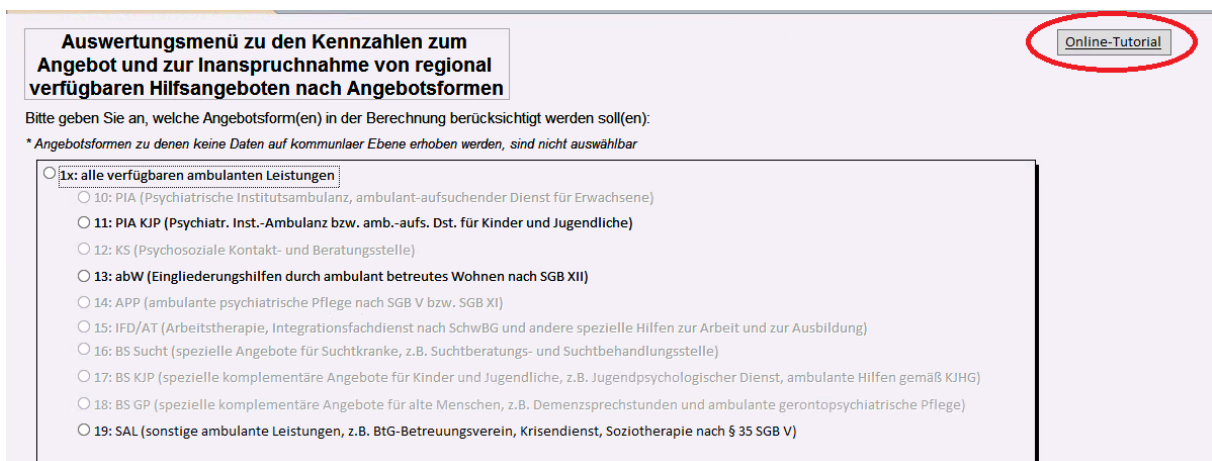 Auswertungsmenü zu den Kennzahlen zum
Angebot und zur Inanspruchnahme von regional
verfügbaren Hilfsangeboten nach Angebotsformen
Online-Tutorial
Bitte geben Sie an, welche Angebotsform(en) in der Berechnung berücksichtigt werden soll(en):
* Angebotsformen zu denen keine Daten auf kommunlaer Ebene erhoben werden, sind nicht auswählbar
1x: alle verfügbaren ambulanten Leistungen
10: PIA (Psychiatrische Institutsambulanz, ambulant-aufsuchender Dienst für Erwachsene)
11: PIA KJP (Psychiatr. Inst.-Ambulanz bzw. amb.-aufs. Dst. für Kinder und Jugendliche)
12: KS (Psychosoziale Kontakt- und Beratungsstelle)
13: abW (Eingliederungshilfen durch ambulant betreutes Wohnen nach SGB XII)
14: APP (ambulante psychiatrische Pflege nach SGB V bzw. SGB XI)
15: IFD/AT (Arbeitstherapie, Integrationsfachdienst nach SchwBG und andere spezielle Hilfen zur Arbeit und zur Ausbildung)
16: BS Sucht (spezielle Angebote für Suchtkranke, z.B. Suchtberatungs- und Suchtbehandlungsstelle)
17: BS KJP (spezielle komplementäre Angebote für Kinder und Jugendliche, z.B. Jugendpsychologischer Dienst, ambulante Hilfen gemäß KJHG)
18: BS GP (spezielle komplementäre Angebote für alte Menschen, z.B. Demenzsprechstunden und ambulante gerontopsychiatrische Pflege)
19: SAL (sonstige ambulante Leistungen, z.B. BtG-Betreuungsverein, Krisendienst, Soziotherapie nach § 35 SGB V)